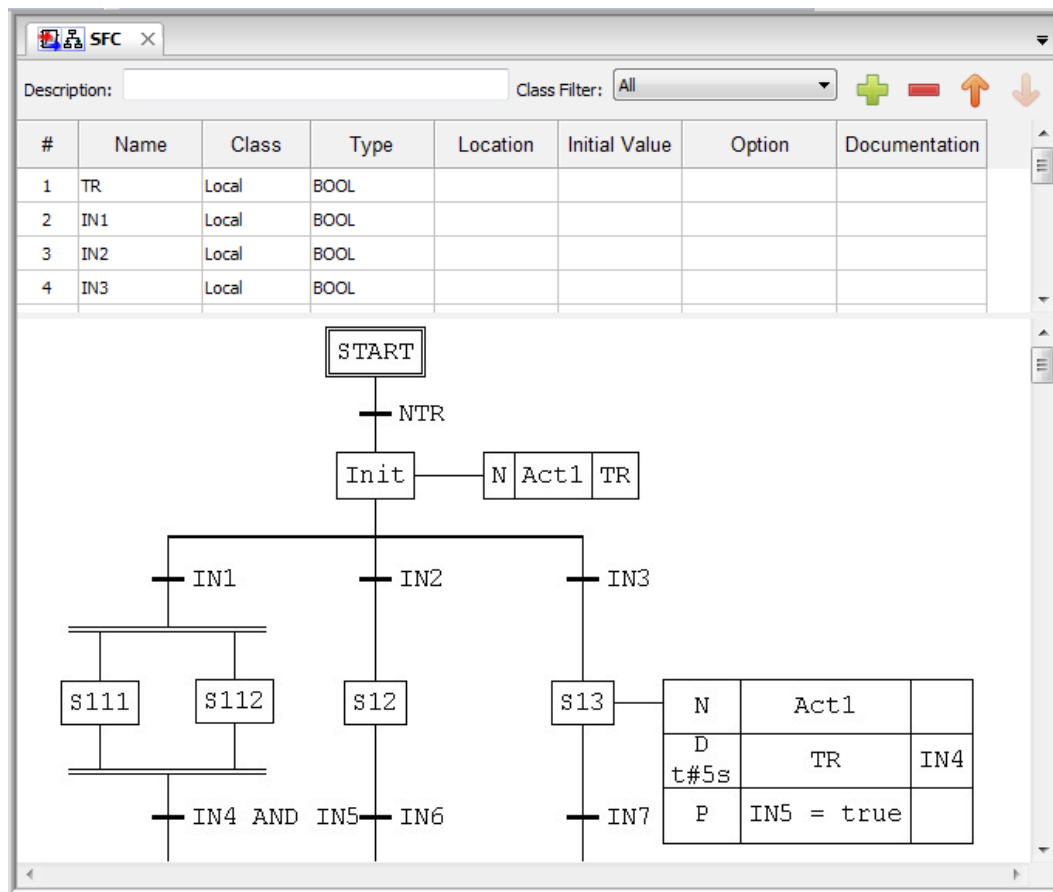 SFC
Description: Class Filter: All
# Name Class Type Location Initial Value Option Documentation
1 TR Local BOOL
2 IN1 Local BOOL
3 IN2 Local BOOL
4 IN3 Local BOOL
START
NTR
Init N Act1 TR
IN1 IN2 IN3
S111 S112 S12 S13 N Act1
D t#5s TR IN4
IN4 AND IN5 IN6 IN7 P IN5 = true